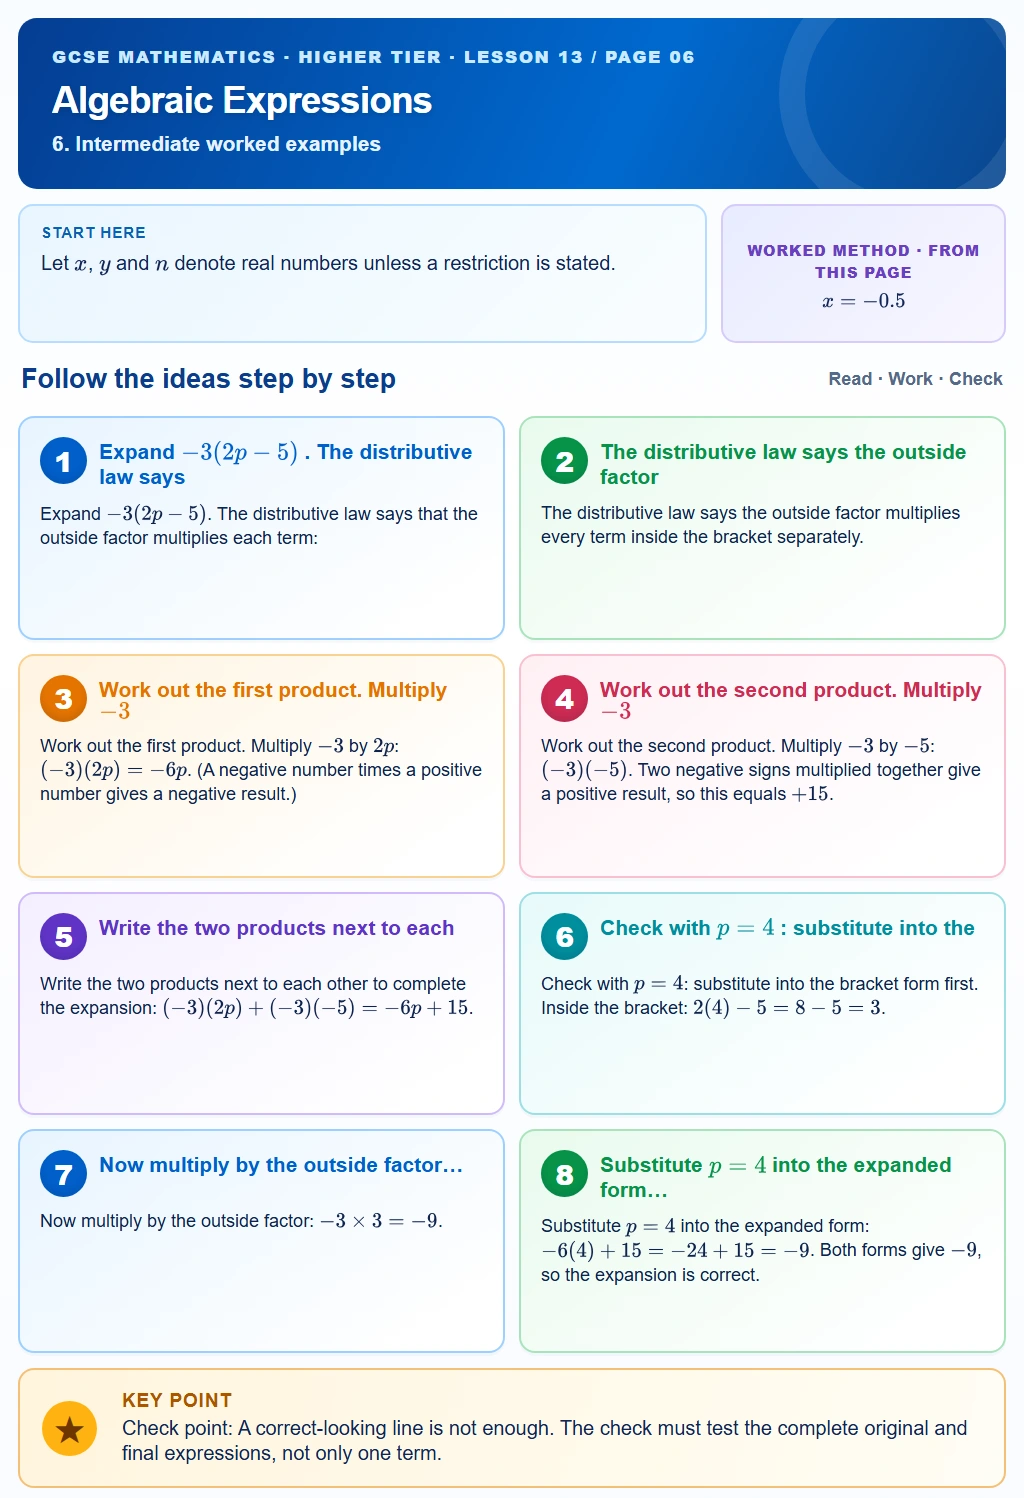 GCSE MATHEMATICS · HIGHER TIER · LESSON 13 / PAGE 06
Algebraic Expressions
6. Intermediate worked examples
START HERE
Let x, y and n denote real numbers unless a restriction is stated.
WORKED METHOD · FROM
THIS PAGE
x = −0.5
Follow the ideas step by step
Read · Work · Check
1
Expand −3(2p − 5) . The distributive
law says
Expand −3(2p − 5). The distributive law says that the
outside factor multiplies each term:
2
The distributive law says the outside
factor
The distributive law says the outside factor multiplies
every term inside the bracket separately.
3
Work out the first product. Multiply
−3
Work out the first product. Multiply −3 by 2p:
(−3)(2p) = −6p. (A negative number times a positive
number gives a negative result.)
4
Work out the second product. Multiply
−3
Work out the second product. Multiply −3 by −5:
(−3)(−5). Two negative signs multiplied together give
a positive result, so this equals +15.
5
Write the two products next to each
Write the two products next to each other to complete
the expansion: (−3)(2p) + (−3)(−5) = −6p + 15.
6
Check with p = 4 : substitute into the
Check with p = 4: substitute into the bracket form first.
Inside the bracket: 2(4) − 5 = 8 − 5 = 3.
7
Now multiply by the outside factor…
Now multiply by the outside factor: −3 × 3 = −9.
8
Substitute p = 4 into the expanded
form…
Substitute p = 4 into the expanded form:
−6(4) + 15 = −24 + 15 = −9. Both forms give −9,
so the expansion is correct.
KEY POINT
Check point: A correct-looking line is not enough. The check must test the complete original and
final expressions, not only one term.